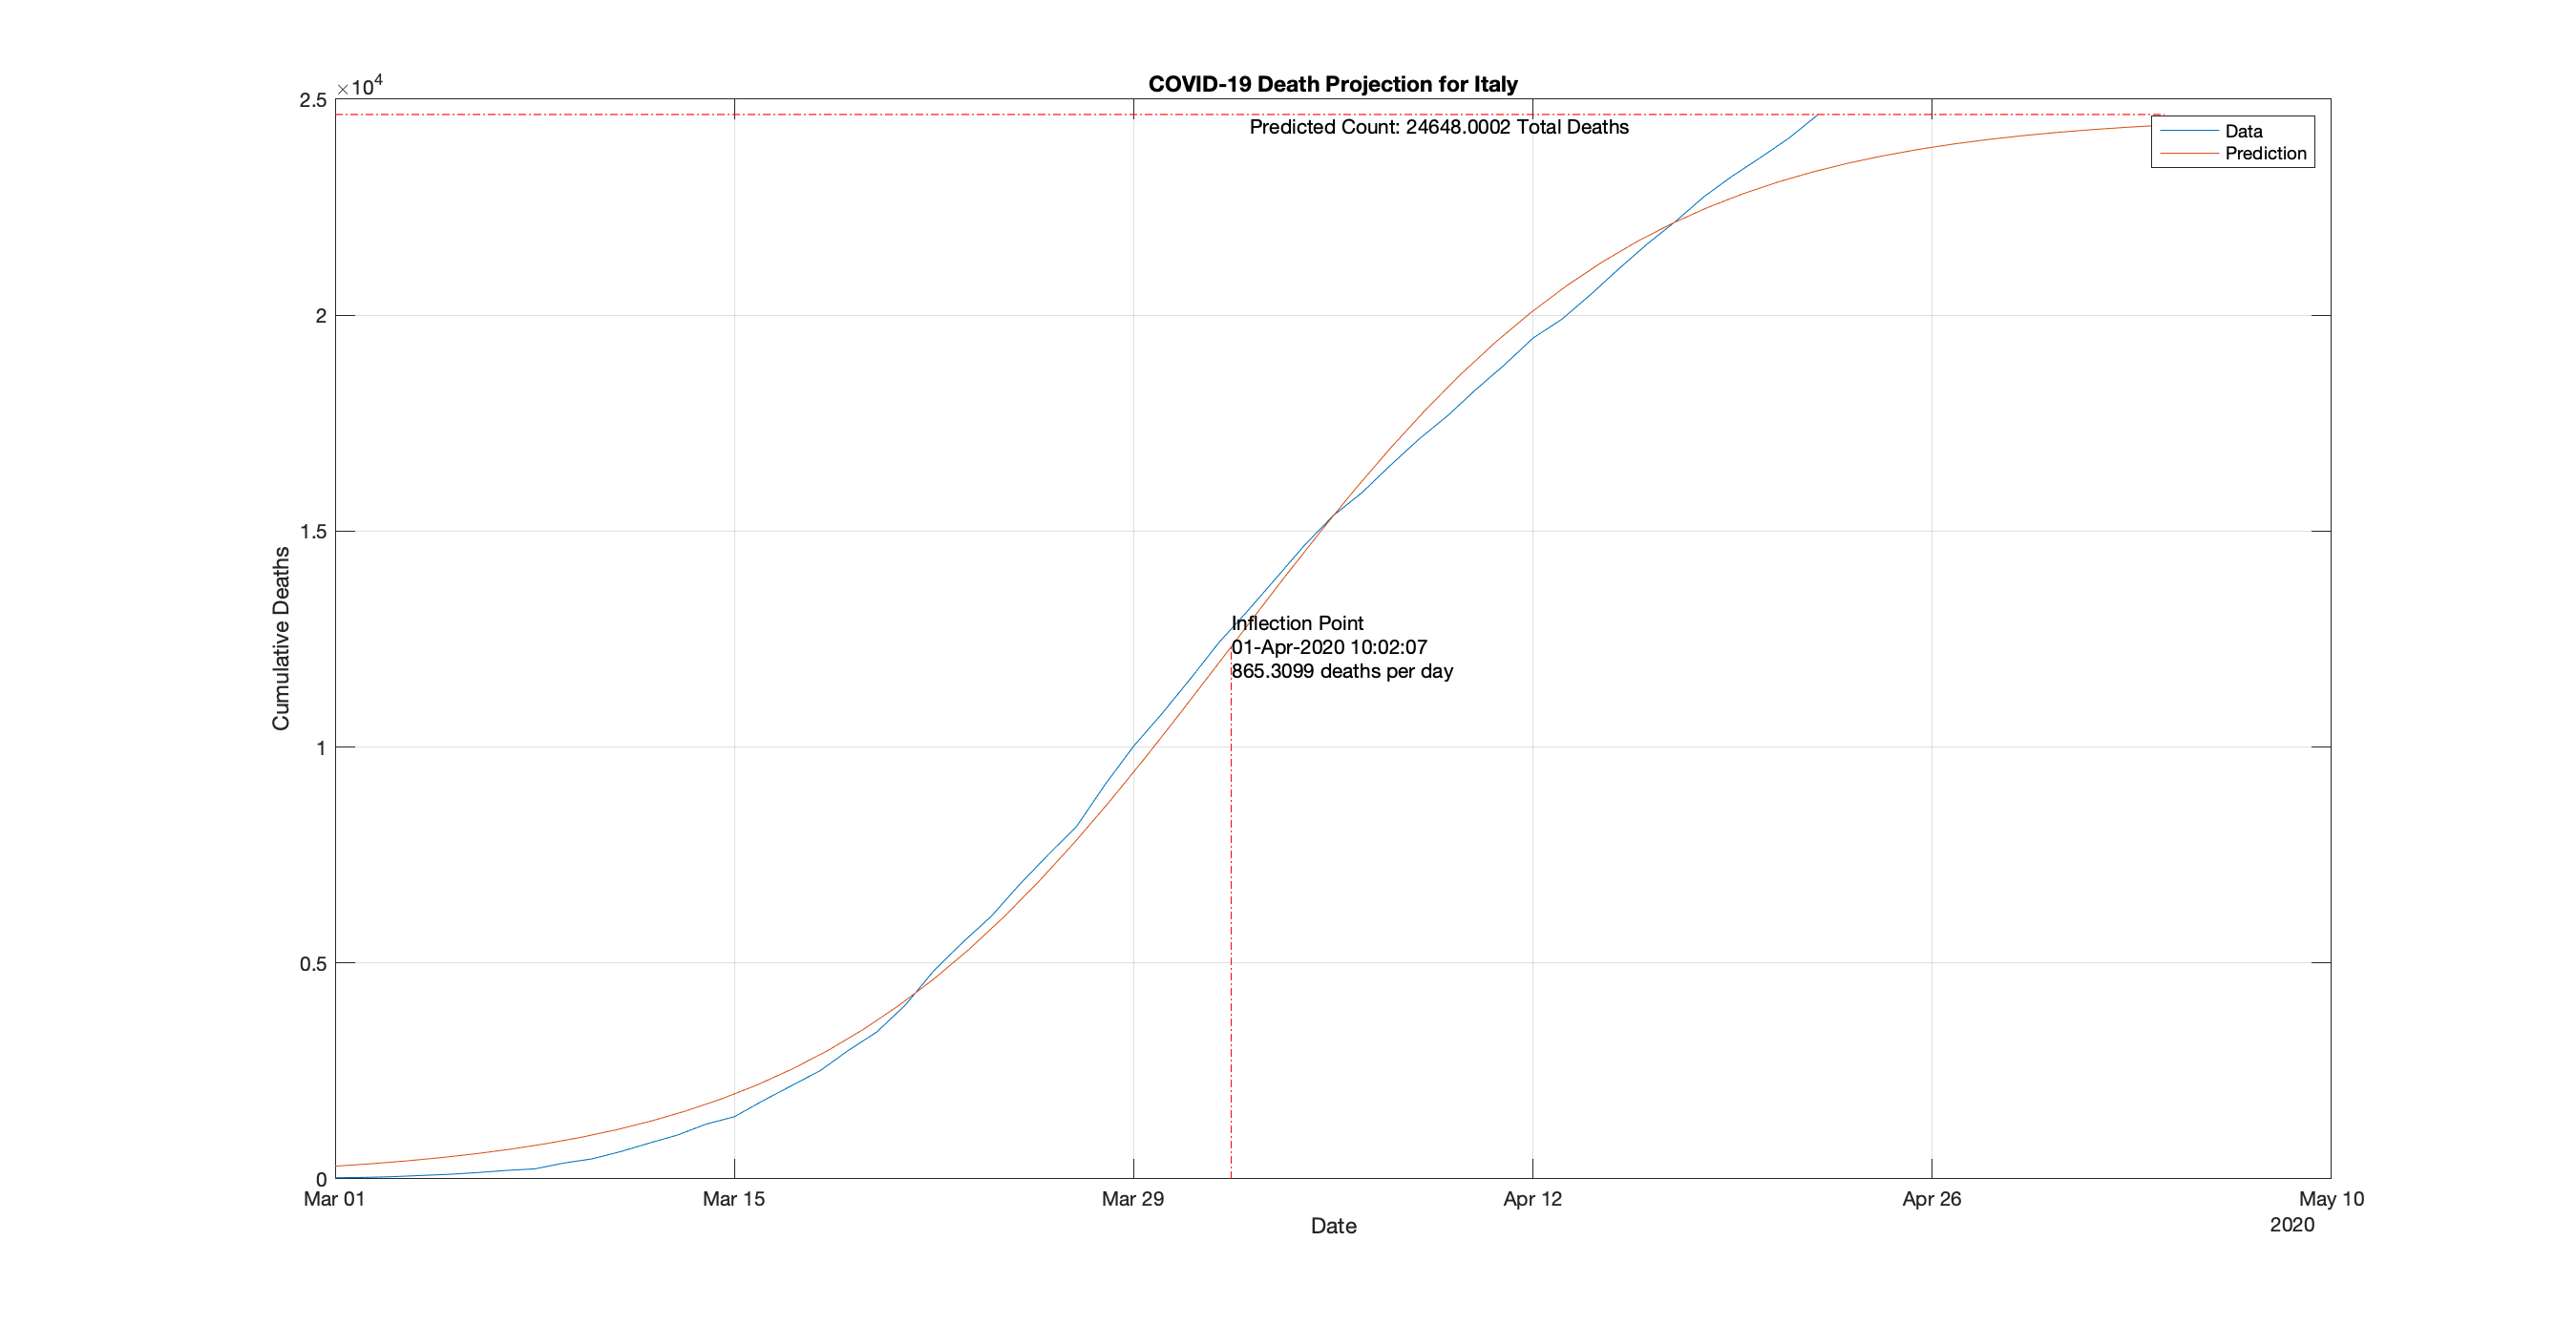 COVID-19 Death Projection for Italy
×10^4
2.5
2
1.5
1
0.5
0
Cumulative Deaths
Predicted Count: 24648.0002 Total Deaths
Data
Prediction
Inflection Point
01-Apr-2020 10:02:07
865.3099 deaths per day
Mar 01 Mar 15 Mar 29 Apr 12 Apr 26 May 10
2020
Date